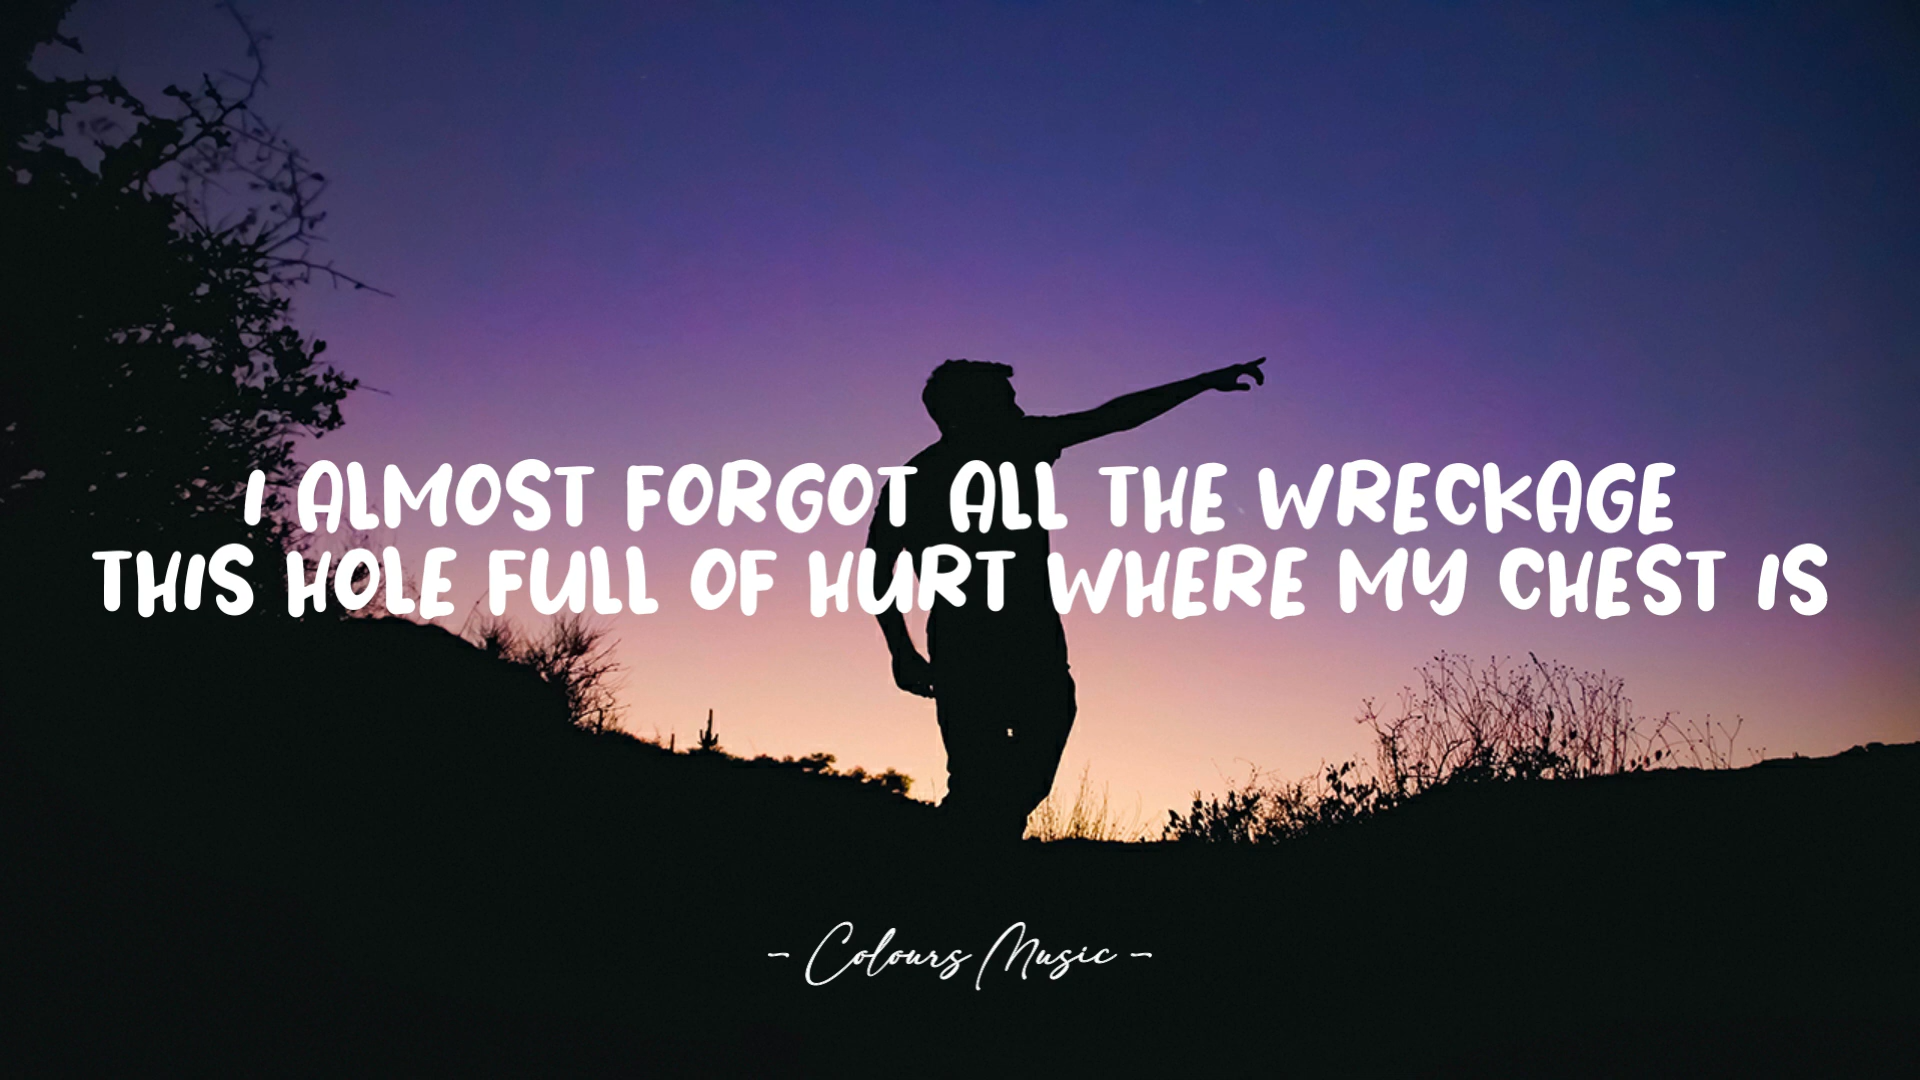 I ALMOST FORGOT ALL THE WRECKAGE
THIS HOLE FULL OF HURT WHERE MY CHEST IS
- Colours Music -